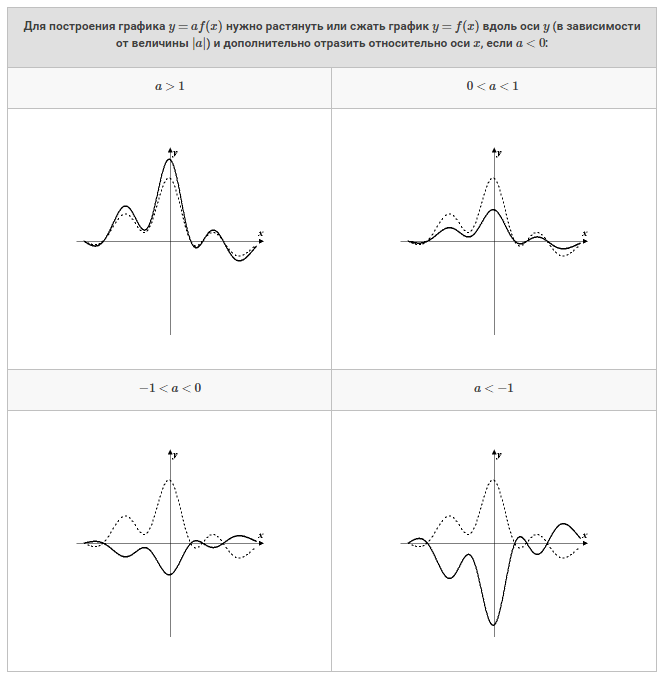 Для построения графика y = a f(x) нужно растянуть или сжать график y = f(x) вдоль оси y (в зависимости
от величины |a|) и дополнительно отразить относительно оси x, если a < 0:
a > 1
0 < a < 1
y
x
y
x
−1 < a < 0
a < −1
y
x
y
x